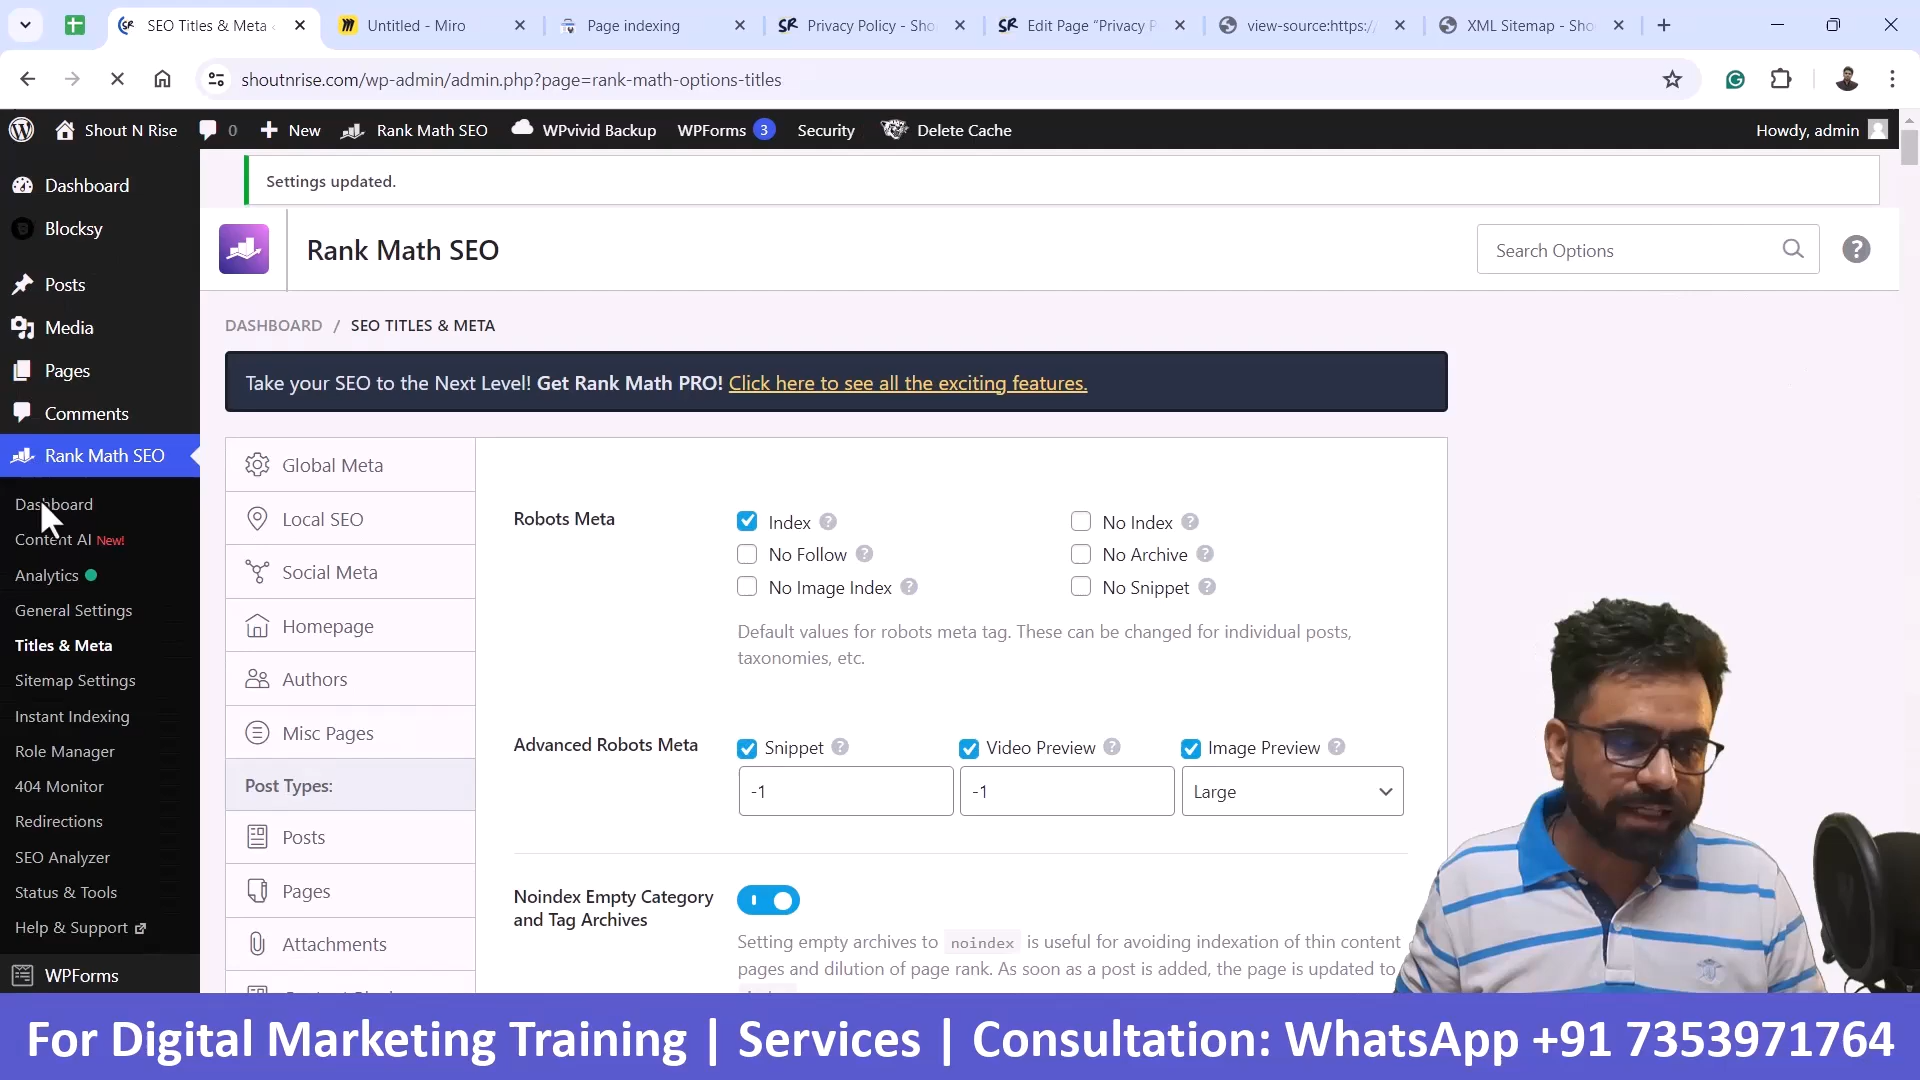 SEO Titles & Meta
Untitled - Miro
Page indexing
SR Privacy Policy - Sho
SR Edit Page “Privacy P
view-source:https:/
XML Sitemap - Sho
shoutnrise.com/wp-admin/admin.php?page=rank-math-options-titles
Shout N Rise
0
New
Rank Math SEO
WPvivid Backup
WPForms 3
Security
Delete Cache
Howdy, admin
Dashboard
Blocksy
Posts
Media
Pages
Comments
Rank Math SEO
Dashboard
Content AI New!
Analytics
General Settings
Titles & Meta
Sitemap Settings
Instant Indexing
Role Manager
404 Monitor
Redirections
SEO Analyzer
Status & Tools
Help & Support
WPForms
Settings updated.
Rank Math SEO
Search Options
?
DASHBOARD / SEO TITLES & META
Take your SEO to the Next Level! Get Rank Math PRO! Click here to see all the exciting features.
Global Meta
Local SEO
Social Meta
Homepage
Authors
Misc Pages
Post Types:
Posts
Pages
Attachments
Robots Meta
Index ?
No Index ?
No Follow ?
No Archive ?
No Image Index ?
No Snippet ?
Default values for robots meta tag. These can be changed for individual posts,
taxonomies, etc.
Advanced Robots Meta
Snippet ?
Video Preview ?
Image Preview ?
-1
-1
Large
Noindex Empty Category
and Tag Archives
Setting empty archives to noindex is useful for avoiding indexation of thin content
pages and dilution of page rank. As soon as a post is added, the page is updated to
For Digital Marketing Training | Services | Consultation: WhatsApp +91 7353971764